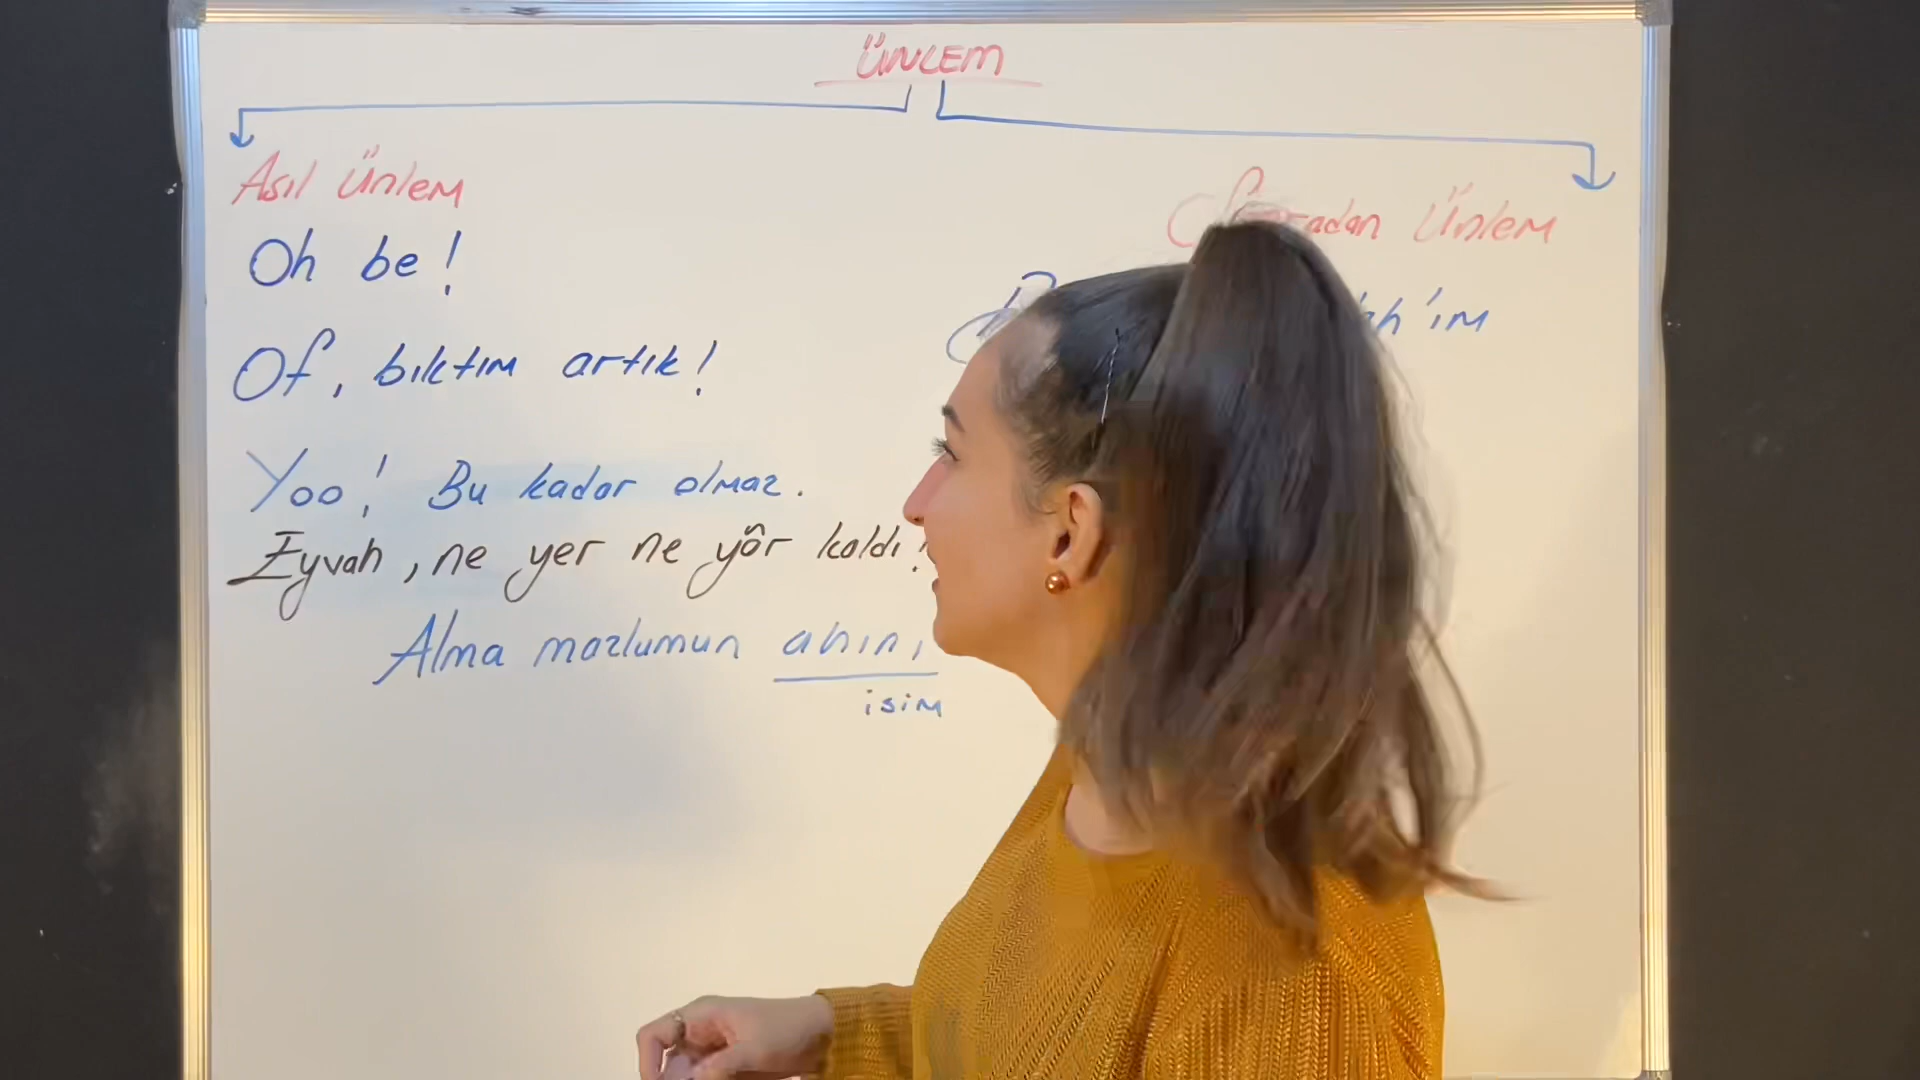 ÜNLEM
Asıl Ünlem
Oh be!
Of, bıktım artık!
Yoo! Bu kadar olmaz.
Eyvah, ne yer ne yâr kaldı!
Alma mazlumun ahını
isim
Ünlem